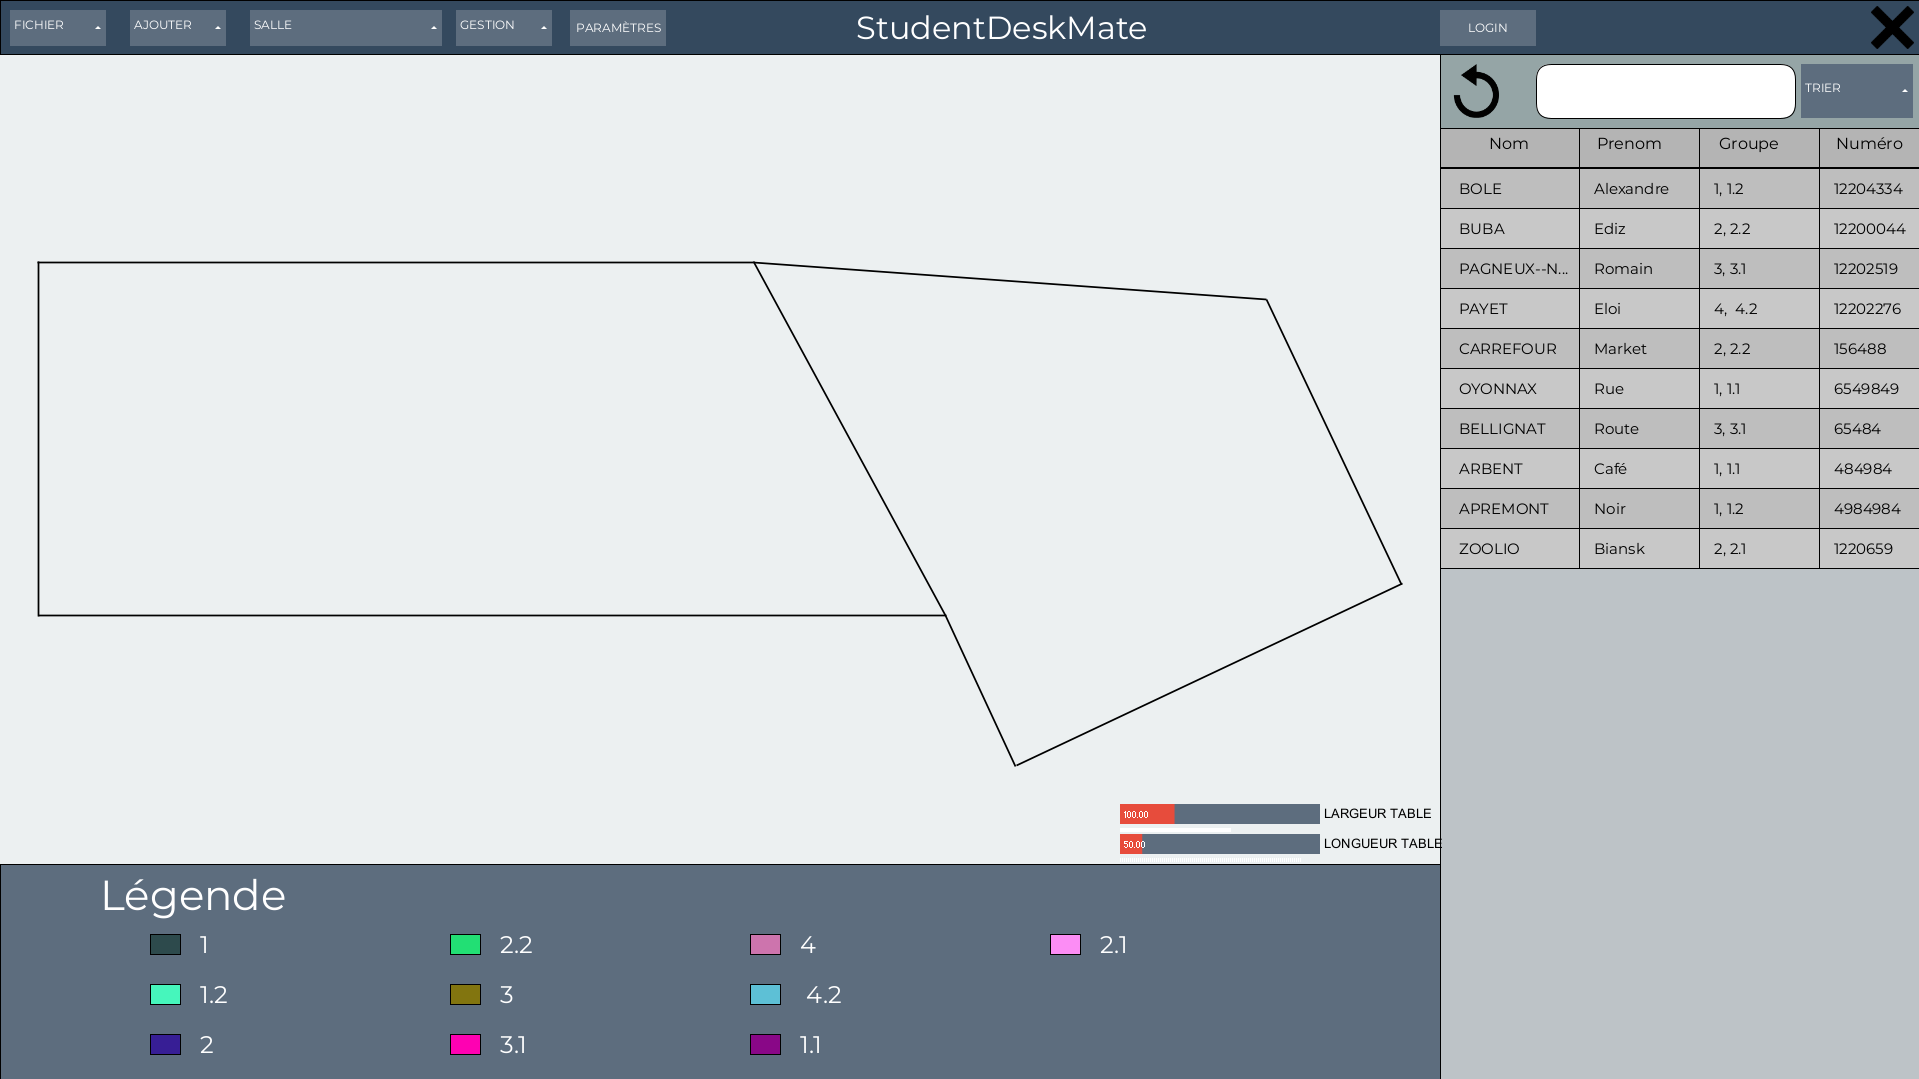 FICHIER AJOUTER SALLE GESTION PARAMÈTRES StudentDeskMate LOGIN
TRIER
Nom Prenom Groupe Numéro
BOLE Alexandre 1, 1.2 12204334
BUBA Ediz 2, 2.2 12200044
PAGNEUX--N... Romain 3, 3.1 12202519
PAYET Eloi 4,  4.2 12202276
CARREFOUR Market 2, 2.2 156488
OYONNAX Rue 1, 1.1 6549849
BELLIGNAT Route 3, 3.1 65484
ARBENT Café 1, 1.1 484984
APREMONT Noir 1, 1.2 4984984
ZOOLIO Biansk 2, 2.1 1220659
100.00 LARGEUR TABLE
50.00 LONGUEUR TABLE
Légende
1 2.2 4 2.1
1.2 3 4.2
2 3.1 1.1